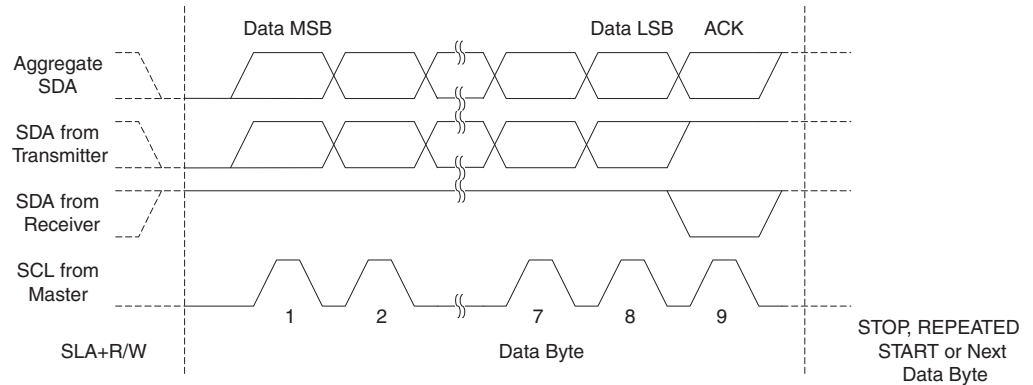 Data MSB
Data LSB
ACK
Aggregate
SDA
SDA from
Transmitter
SDA from
Receiver
SCL from
Master
1
2
7
8
9
SLA+R/W
Data Byte
STOP, REPEATED
START or Next
Data Byte